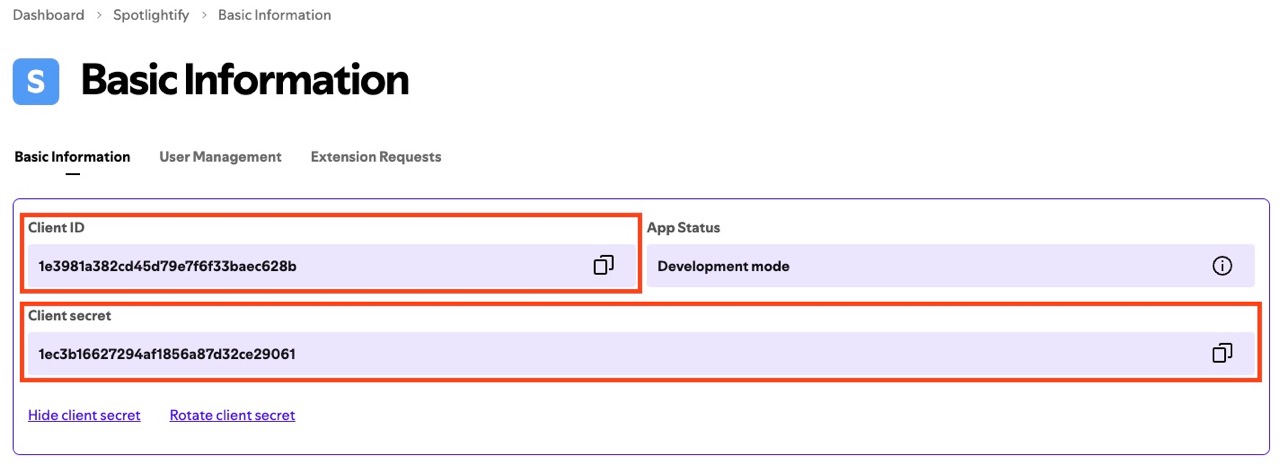 Dashboard > Spotlightify > Basic Information
S Basic Information
Basic Information User Management Extension Requests
Client ID App Status
1e3981a382cd45d79e7f6f33baec628b Development mode
Client secret
1ec3b16627294af1856a87d32ce29061
Hide client secret Rotate client secret